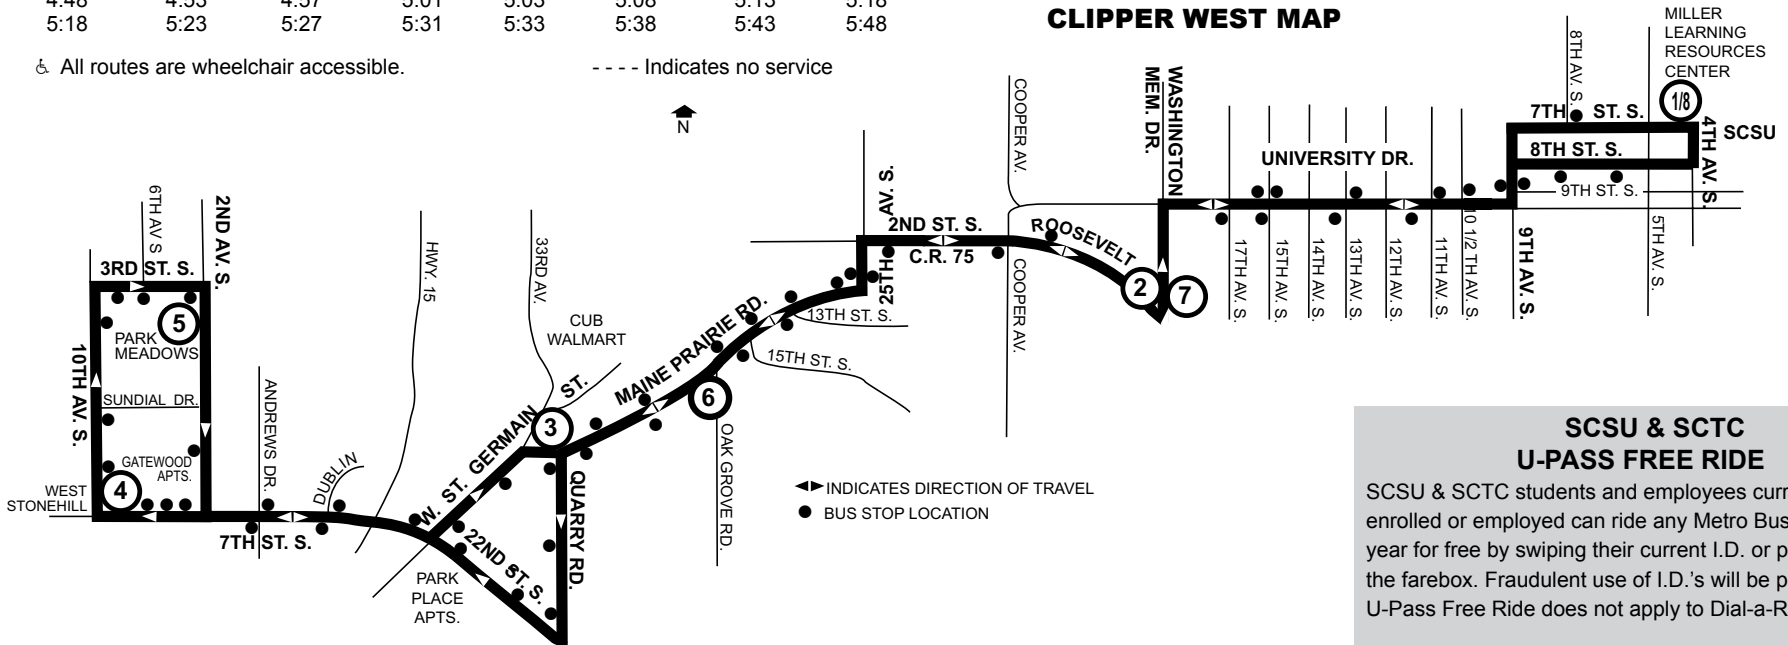 4:48 4:53 4:57 5:01 5:03 5:08 5:13 5:18
5:18 5:23 5:27 5:31 5:33 5:38 5:43 5:48
♿ All routes are wheelchair accessible.
- - - - Indicates no service
CLIPPER WEST MAP
N
MILLER
LEARNING
RESOURCES
CENTER
1/8
8TH AV. S.
7TH ST. S.
4TH AV. S.
SCSU
8TH ST. S.
9TH ST. S.
5TH AV. S.
9TH AV. S.
UNIVERSITY DR.
WASHINGTON
MEM. DR.
17TH AV. S.
15TH AV. S.
14TH AV. S.
13TH AV. S.
12TH AV. S.
11TH AV. S.
10 1/2 TH AV. S.
COOPER AV.
COOPER AV.
ROOSEVELT
2
7
2ND ST. S.
C.R. 75
25TH AV. S.
13TH ST. S.
15TH ST. S.
MAINE PRAIRIE RD.
6
OAK GROVE RD.
CUB
WALMART
33RD AV.
HWY. 15
3
W. ST. GERMAIN ST.
QUARRY RD.
22ND ST. S.
PARK
PLACE
APTS.
DUBLIN
ANDREWS DR.
7TH ST. S.
2ND AV. S.
6TH AV S
3RD ST. S.
5
PARK
MEADOWS
10TH AV. S.
SUNDIAL DR.
GATEWOOD
APTS.
4
WEST
STONEHILL
INDICATES DIRECTION OF TRAVEL
BUS STOP LOCATION
SCSU & SCTC
U-PASS FREE RIDE
SCSU & SCTC students and employees curr
enrolled or employed can ride any Metro Bus
year for free by swiping their current I.D. or p
the farebox. Fraudulent use of I.D.'s will be p
U-Pass Free Ride does not apply to Dial-a-R